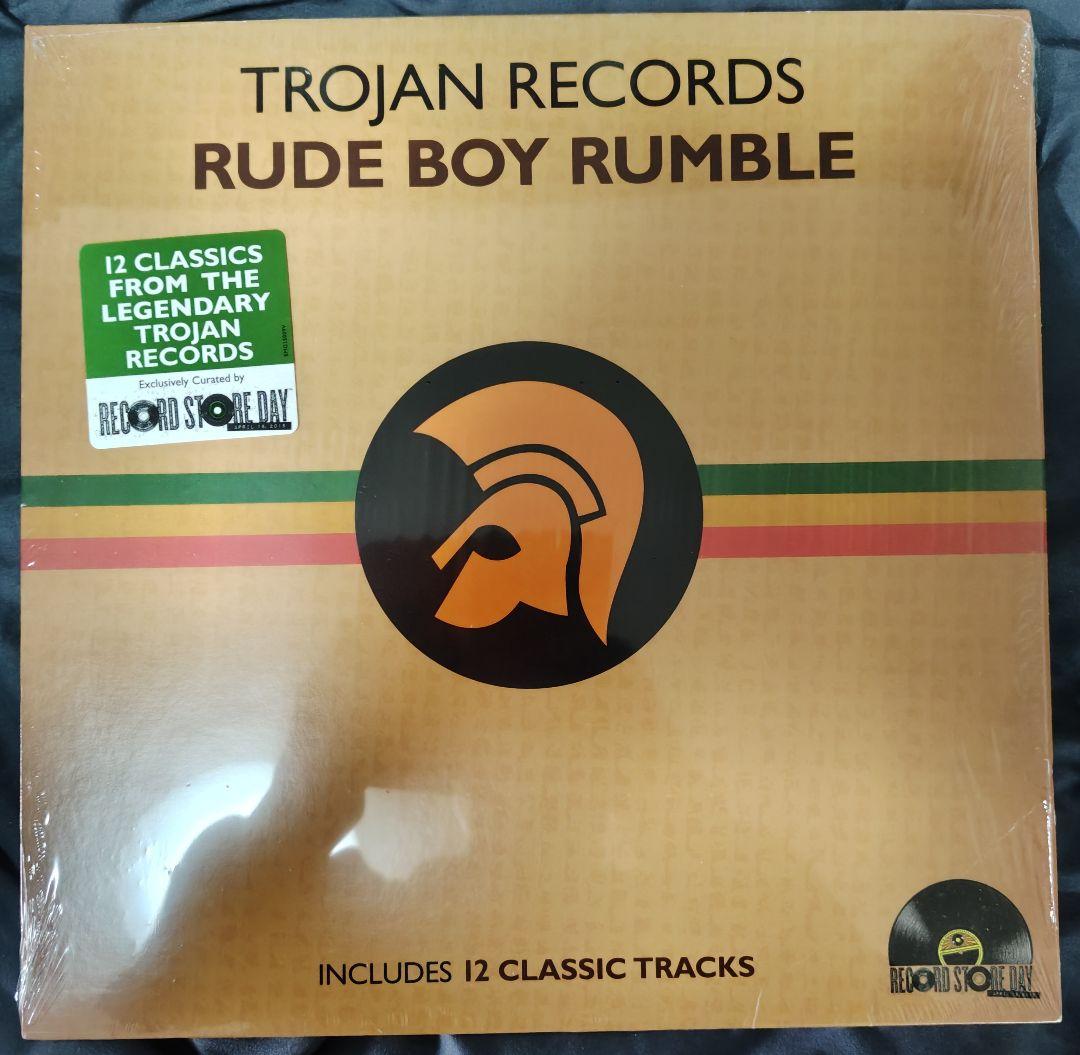 TROJAN RECORDS
RUDE BOY RUMBLE
12 CLASSICS
FROM THE
LEGENDARY
TROJAN
RECORDS
Exclusively Curated by
RECORD STORE DAY
INCLUDES 12 CLASSIC TRACKS
RECORD STORE DAY